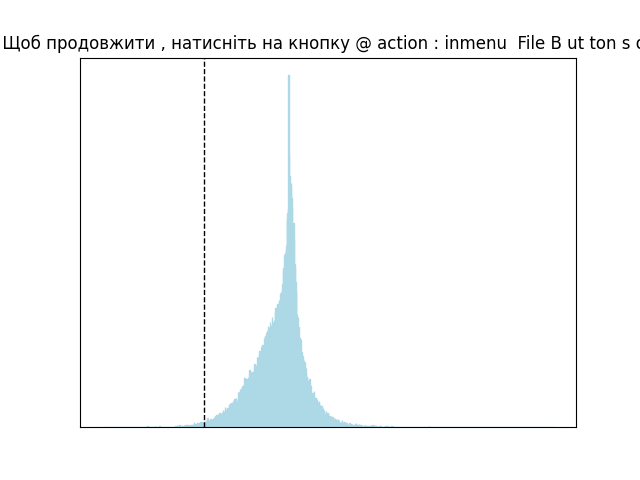 Щоб продовжити , натисніть на кнопку @ action : inmenu File B ut ton s